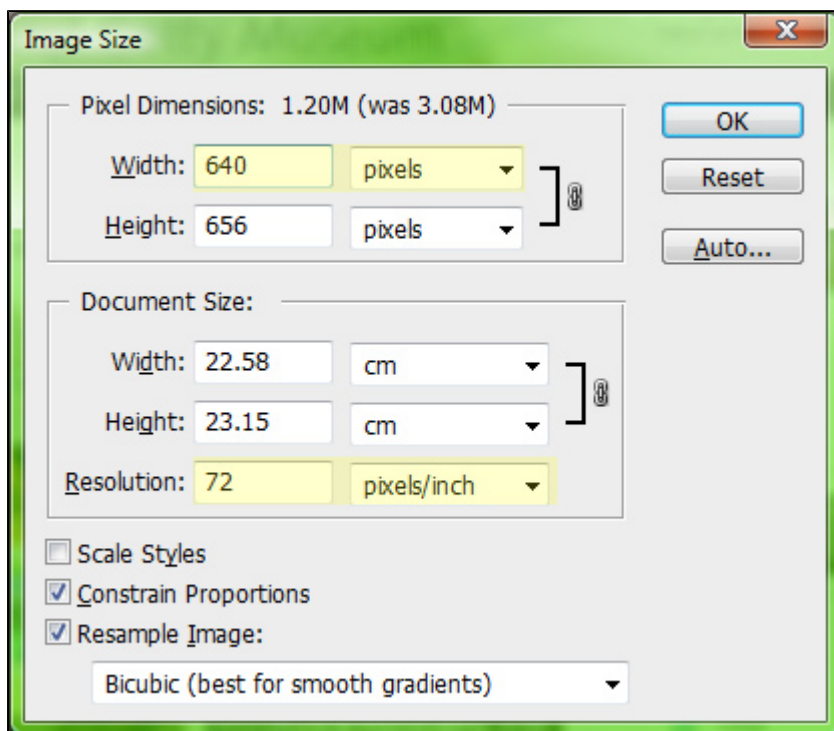 Image Size
Pixel Dimensions: 1.20M (was 3.08M)
Width: 640 pixels
Height: 656 pixels
OK
Reset
Auto...
Document Size:
Width: 22.58 cm
Height: 23.15 cm
Resolution: 72 pixels/inch
Scale Styles
Constrain Proportions
Resample Image:
Bicubic (best for smooth gradients)